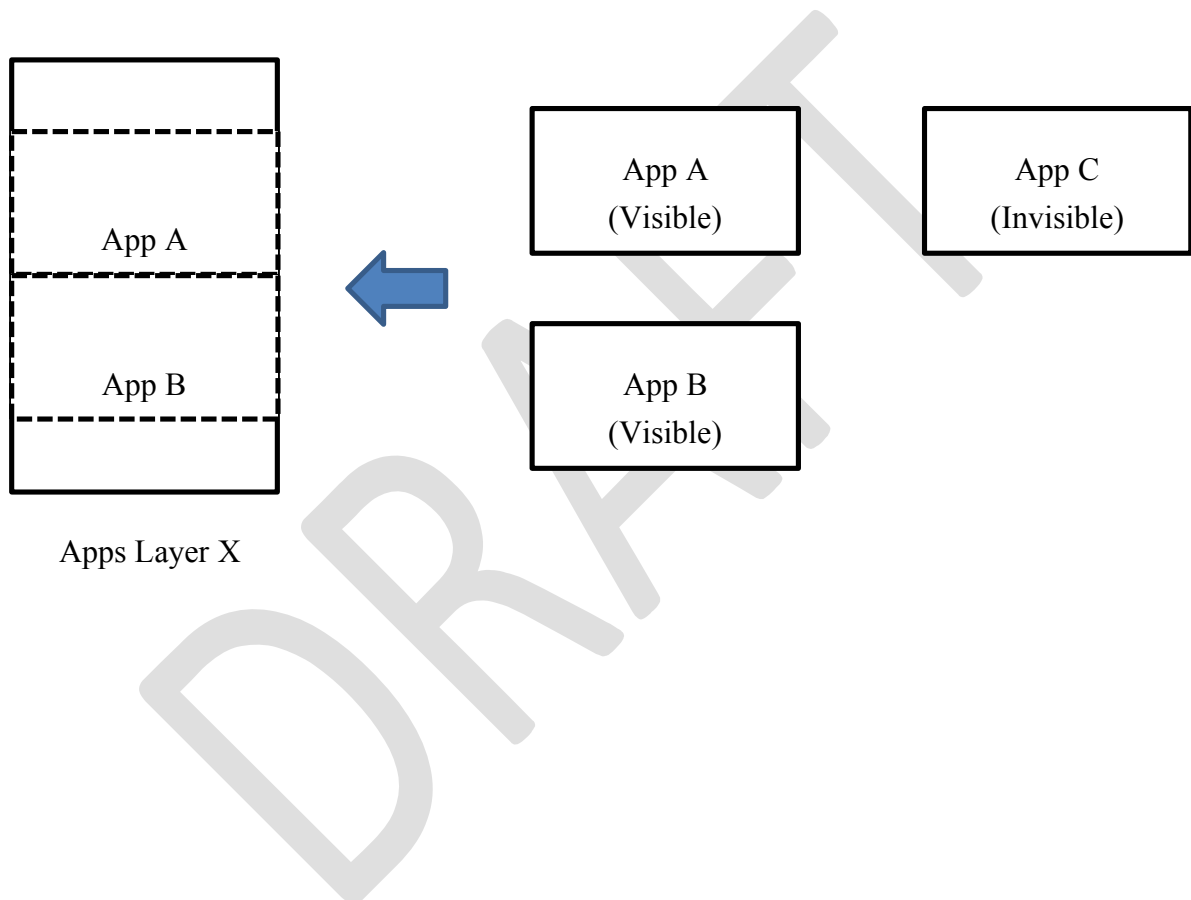 App A
App B
Apps Layer X
App A
(Visible)
App B
(Visible)
App C
(Invisible)
DRAFT